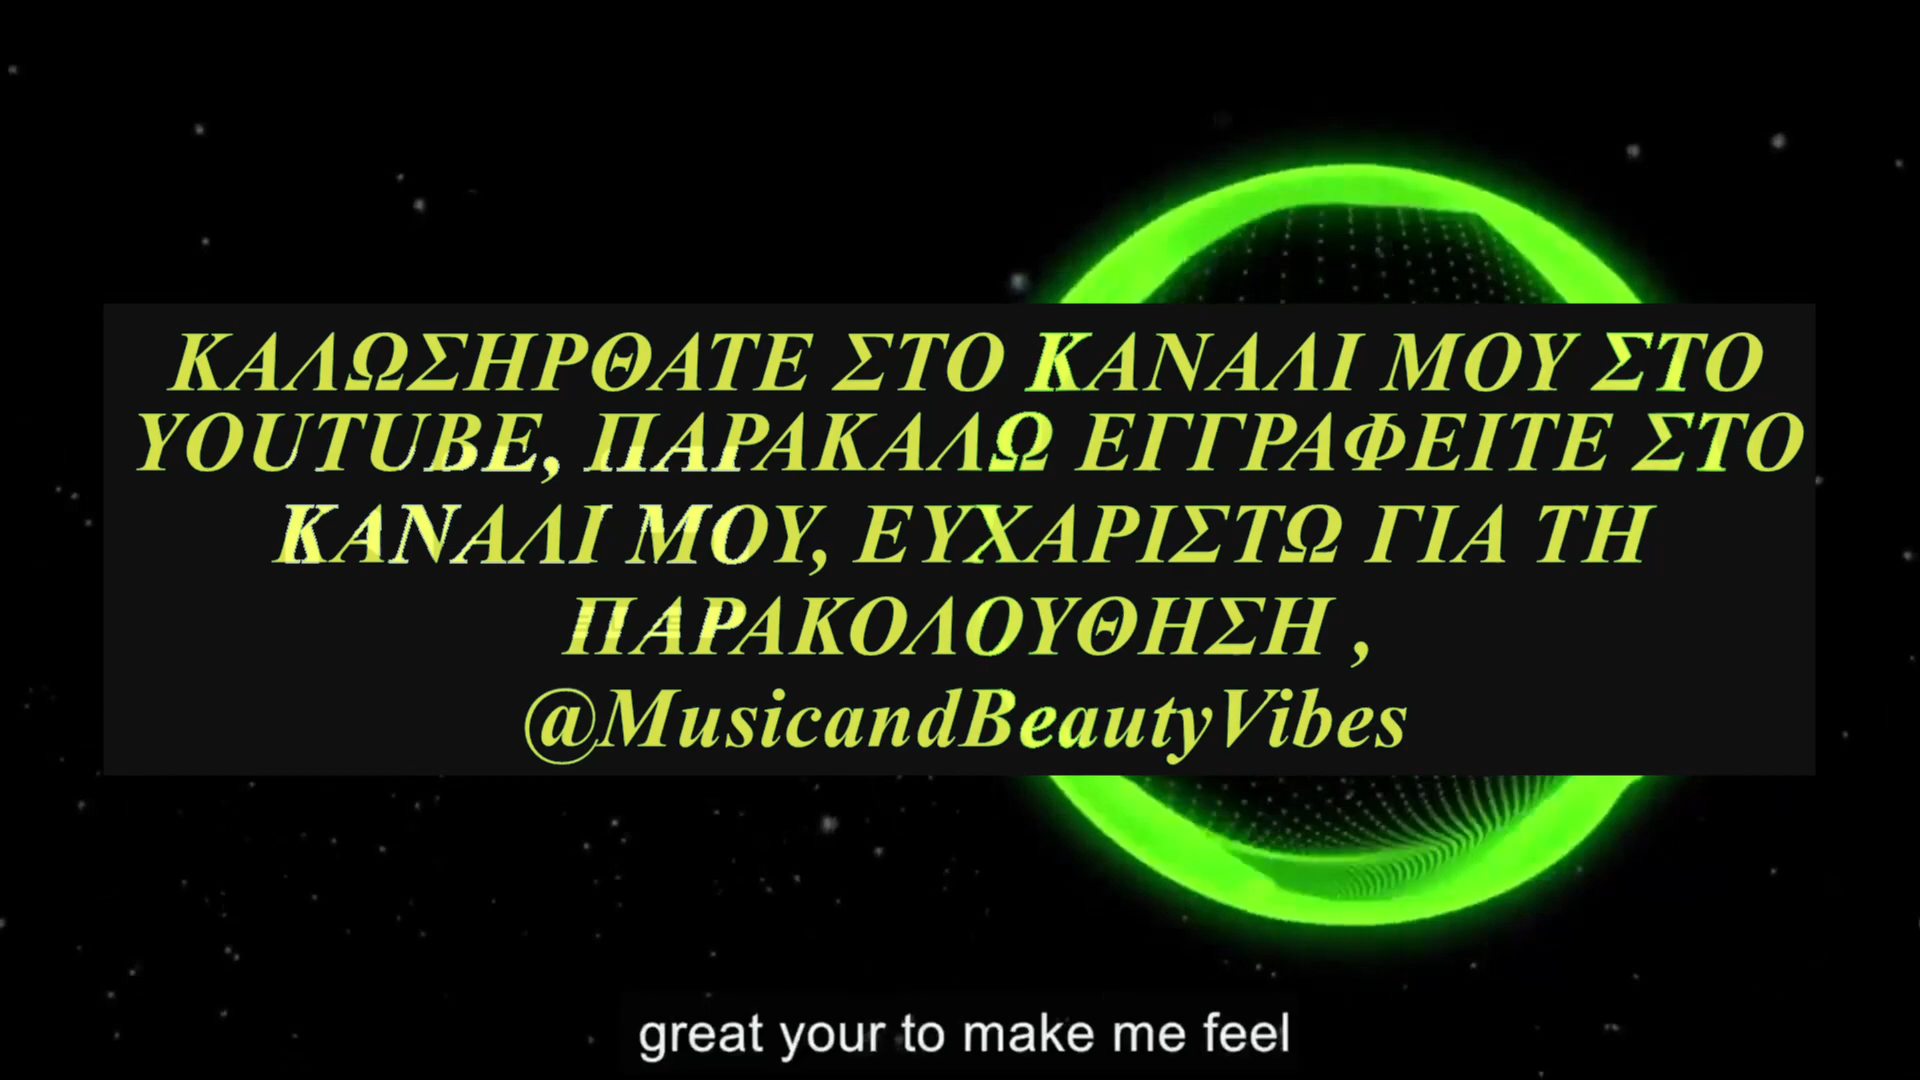 ΚΑΛΩΣΗΡΘΑΤΕ ΣΤΟ ΚΑΝΑΛΙ ΜΟΥ ΣΤΟ
YOUTUBE, ΠΑΡΑΚΑΛΩ ΕΓΓΡΑΦΕΙΤΕ ΣΤΟ
ΚΑΝΑΛΙ ΜΟΥ, ΕΥΧΑΡΙΣΤΩ ΓΙΑ ΤΗ
ΠΑΡΑΚΟΛΟΥΘΗΣΗ ,
@MusicandBeautyVibes
great your to make me feel